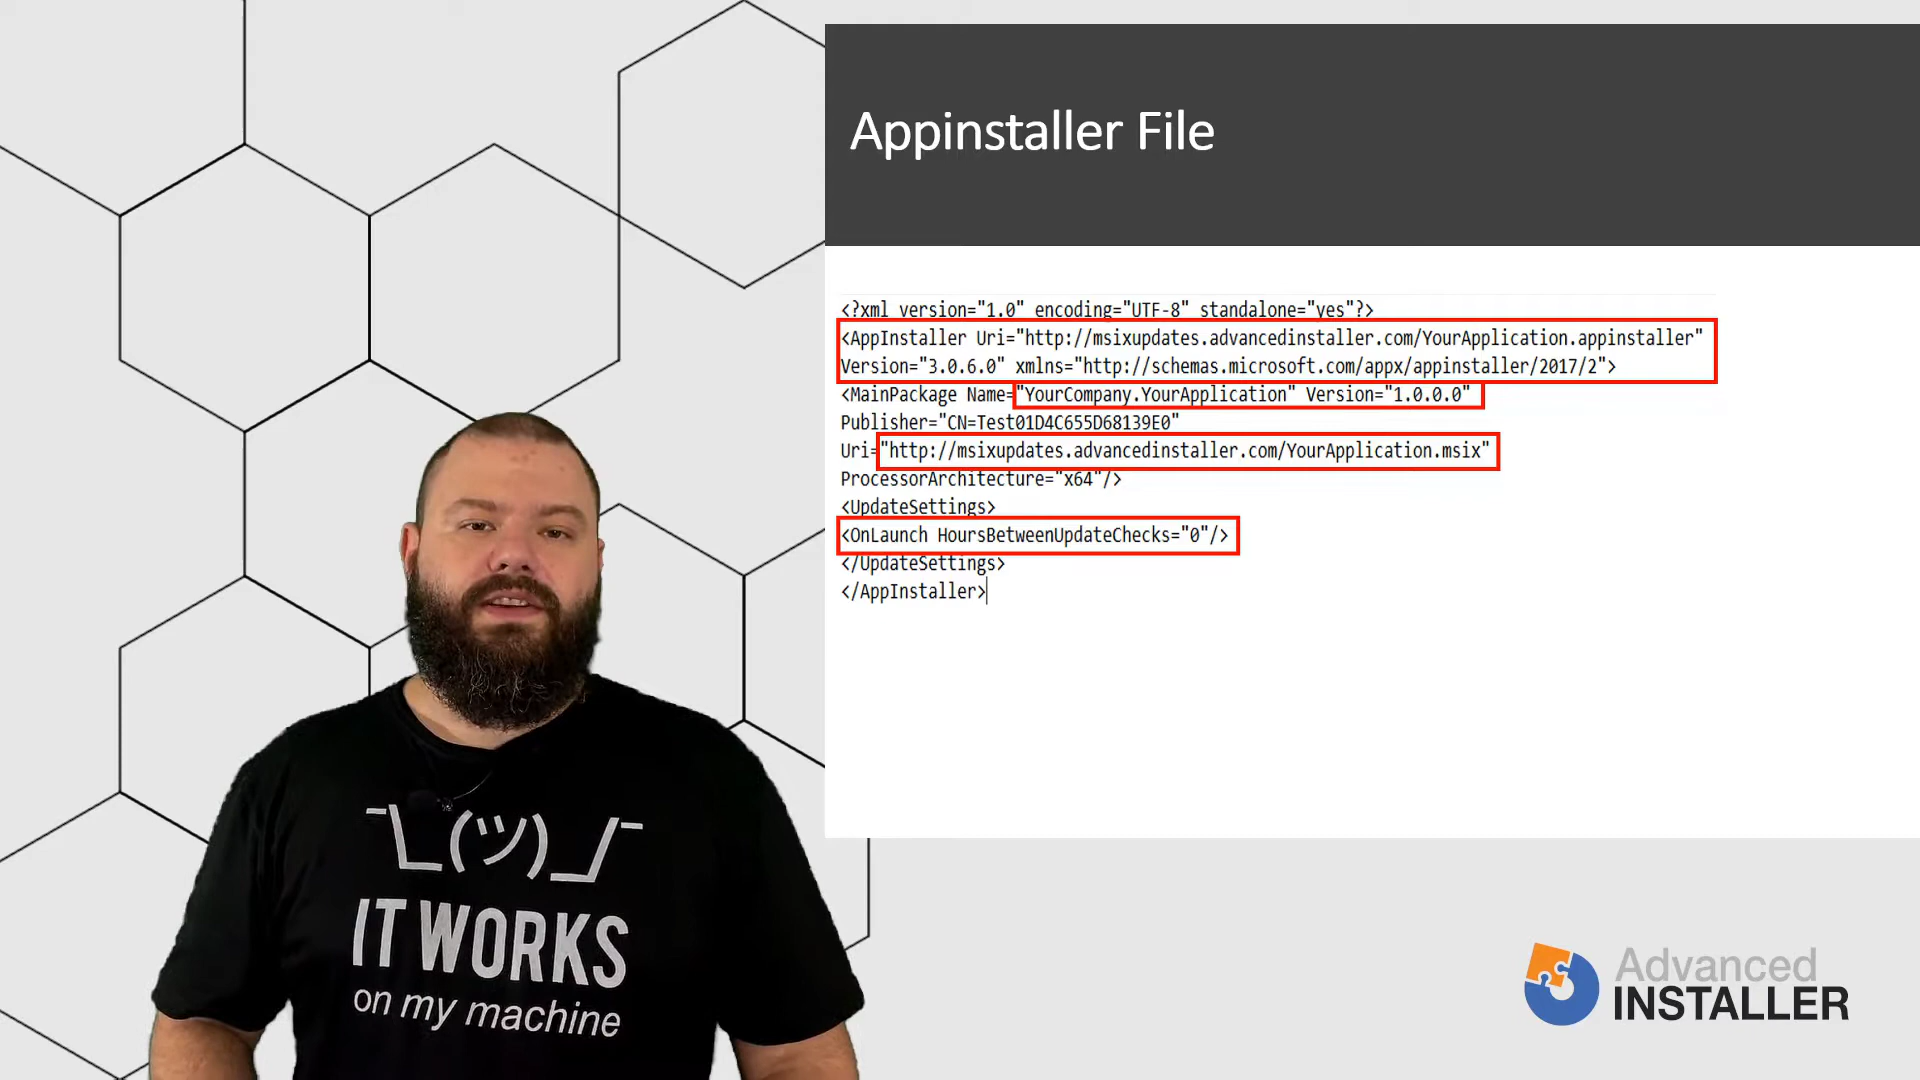 Appinstaller File
<?xml version="1.0" encoding="UTF-8" standalone="yes"?>
<AppInstaller Uri="http://msixupdates.advancedinstaller.com/YourApplication.appinstaller"
Version="3.0.6.0" xmlns="http://schemas.microsoft.com/appx/appinstaller/2017/2">
<MainPackage Name="YourCompany.YourApplication" Version="1.0.0.0"
Publisher="CN=Test01D4C655D68139E0"
Uri="http://msixupdates.advancedinstaller.com/YourApplication.msix"
ProcessorArchitecture="x64"/>
<UpdateSettings>
<OnLaunch HoursBetweenUpdateChecks="0"/>
</UpdateSettings>
</AppInstaller>
¯\_(ツ)_/¯
IT WORKS
on my machine
Advanced
INSTALLER